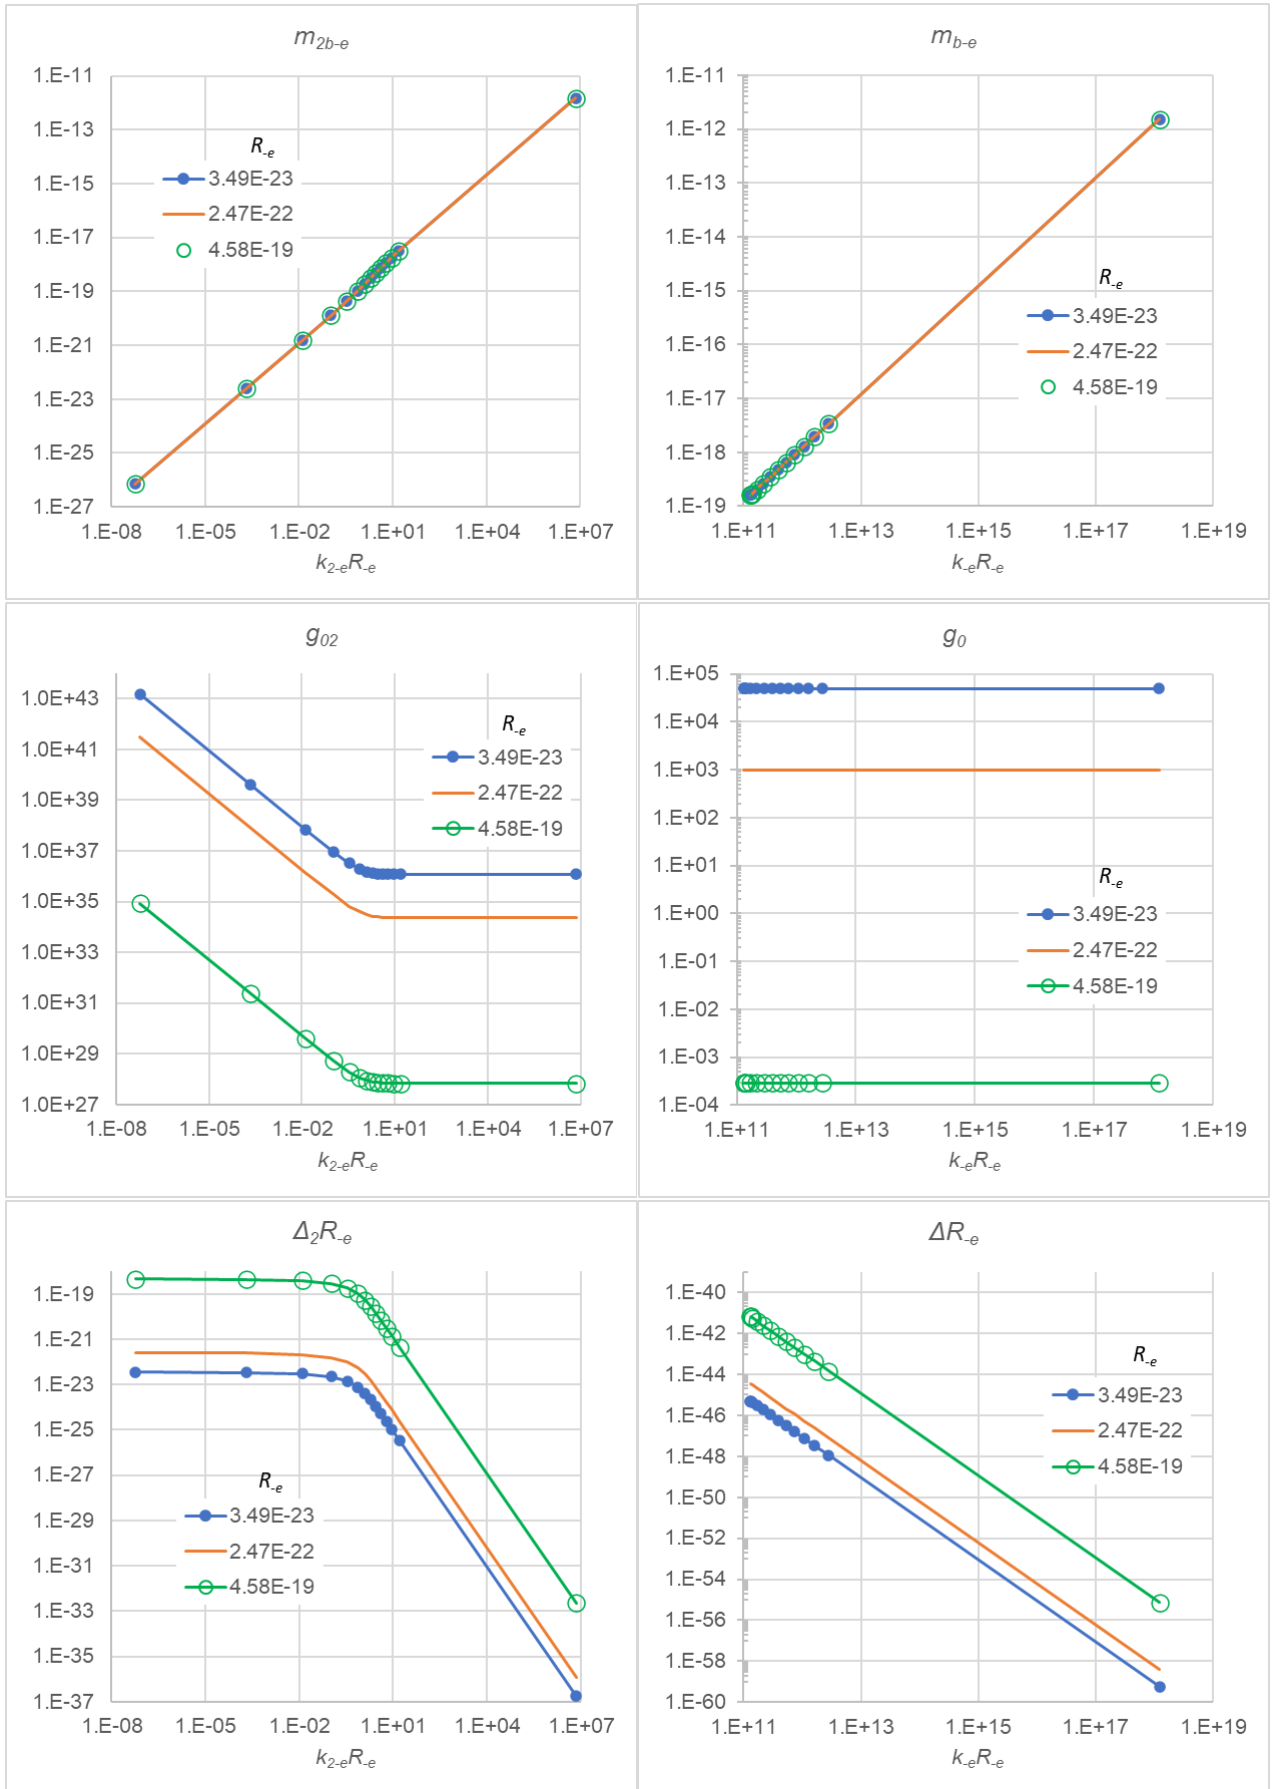 m2b-e
1.E-11
1.E-13
1.E-15
1.E-17
1.E-19
1.E-21
1.E-23
1.E-25
1.E-27
R-e
3.49E-23
2.47E-22
4.58E-19
1.E-08 1.E-05 1.E-02 1.E+01 1.E+04 1.E+07
k2-eR-e
mb-e
1.E-11
1.E-12
1.E-13
1.E-14
1.E-15
1.E-16
1.E-17
1.E-18
1.E-19
R-e
3.49E-23
2.47E-22
4.58E-19
1.E+11 1.E+13 1.E+15 1.E+17 1.E+19
k-eR-e
g02
1.0E+43
1.0E+41
1.0E+39
1.0E+37
1.0E+35
1.0E+33
1.0E+31
1.0E+29
1.0E+27
R-e
3.49E-23
2.47E-22
4.58E-19
1.E-08 1.E-05 1.E-02 1.E+01 1.E+04 1.E+07
k2-eR-e
g0
1.E+05
1.E+04
1.E+03
1.E+02
1.E+01
1.E+00
1.E-01
1.E-02
1.E-03
1.E-04
R-e
3.49E-23
2.47E-22
4.58E-19
1.E+11 1.E+13 1.E+15 1.E+17 1.E+19
k-eR-e
Δ2R-e
1.E-19
1.E-21
1.E-23
1.E-25
1.E-27
1.E-29
1.E-31
1.E-33
1.E-35
1.E-37
R-e
3.49E-23
2.47E-22
4.58E-19
1.E-08 1.E-05 1.E-02 1.E+01 1.E+04 1.E+07
k2-eR-e
ΔR-e
1.E-40
1.E-42
1.E-44
1.E-46
1.E-48
1.E-50
1.E-52
1.E-54
1.E-56
1.E-58
1.E-60
R-e
3.49E-23
2.47E-22
4.58E-19
1.E+11 1.E+13 1.E+15 1.E+17 1.E+19
k-eR-e